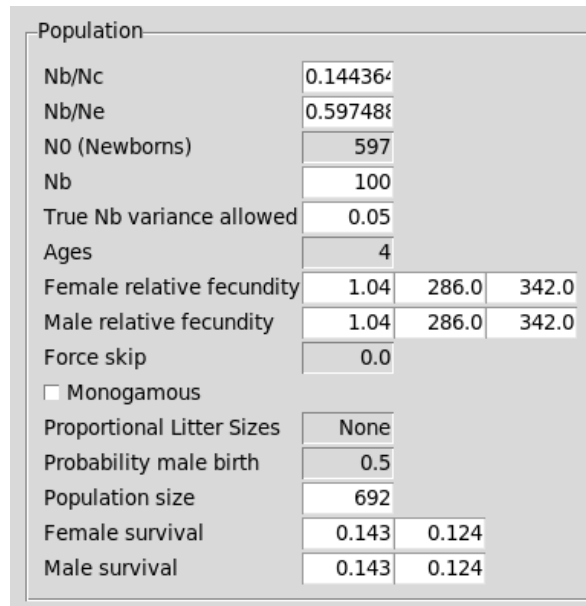 Population
Nb/Nc 0.144364
Nb/Ne 0.597488
N0 (Newborns) 597
Nb 100
True Nb variance allowed 0.05
Ages 4
Female relative fecundity 1.04 286.0 342.0
Male relative fecundity 1.04 286.0 342.0
Force skip 0.0
Monogamous
Proportional Litter Sizes None
Probability male birth 0.5
Population size 692
Female survival 0.143 0.124
Male survival 0.143 0.124